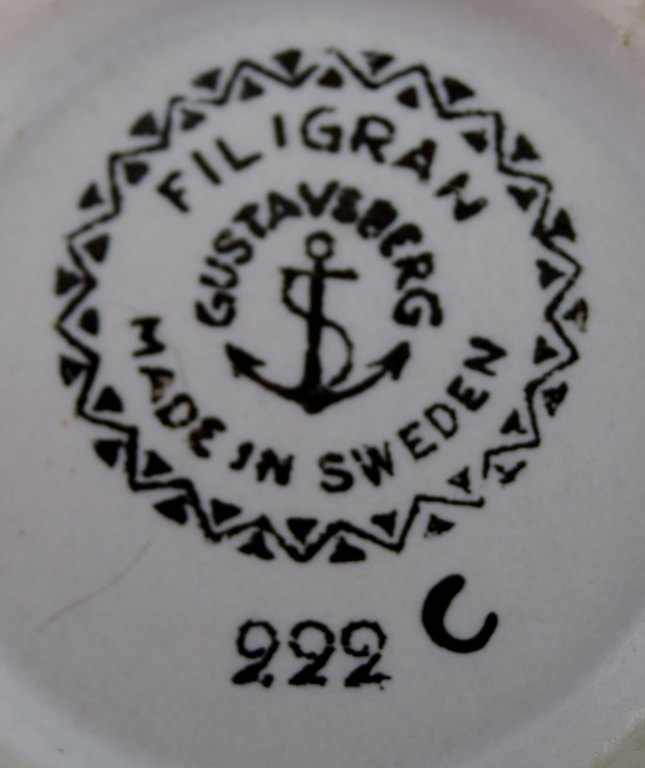 FILIGRAN
GUSTAVSBERG
S
MADE IN SWEDEN
222
C